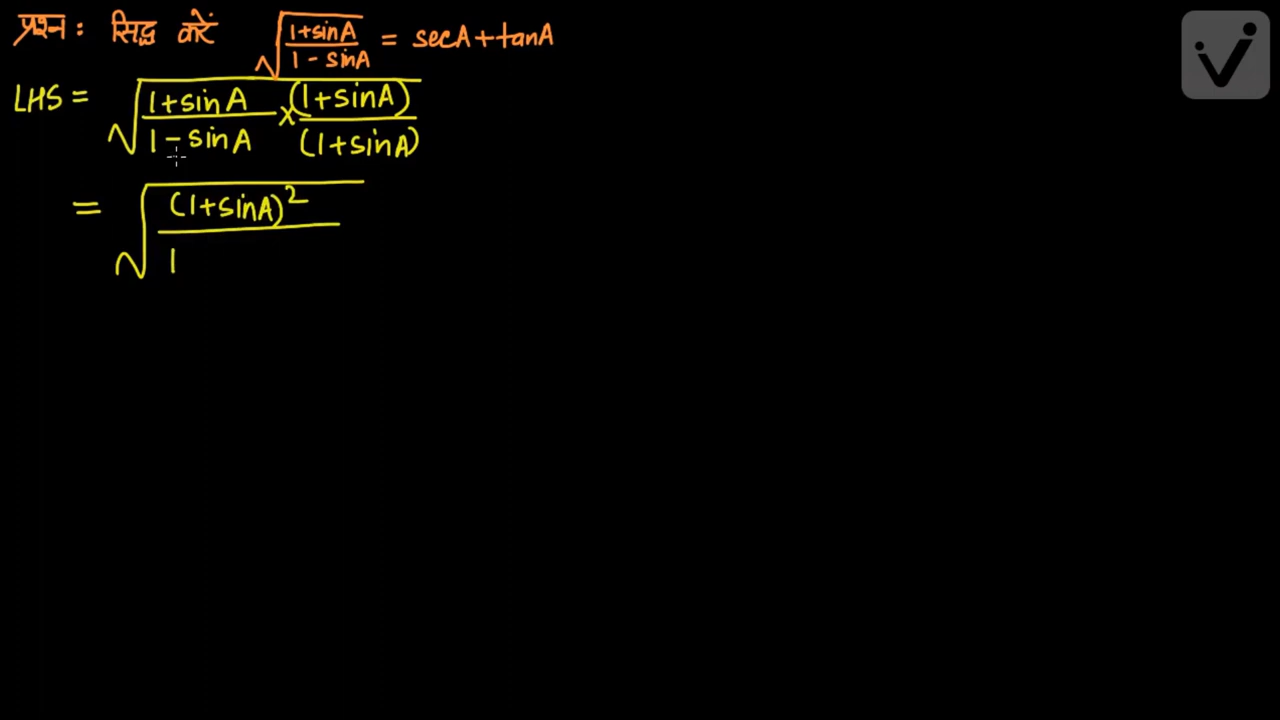 प्रश्न: सिद्ध करें √((1+sinA)/(1-sinA)) = secA+tanA
LHS = √((1+sinA)/(1-sinA) × (1+sinA)/(1+sinA))
= √((1+sinA)²/1